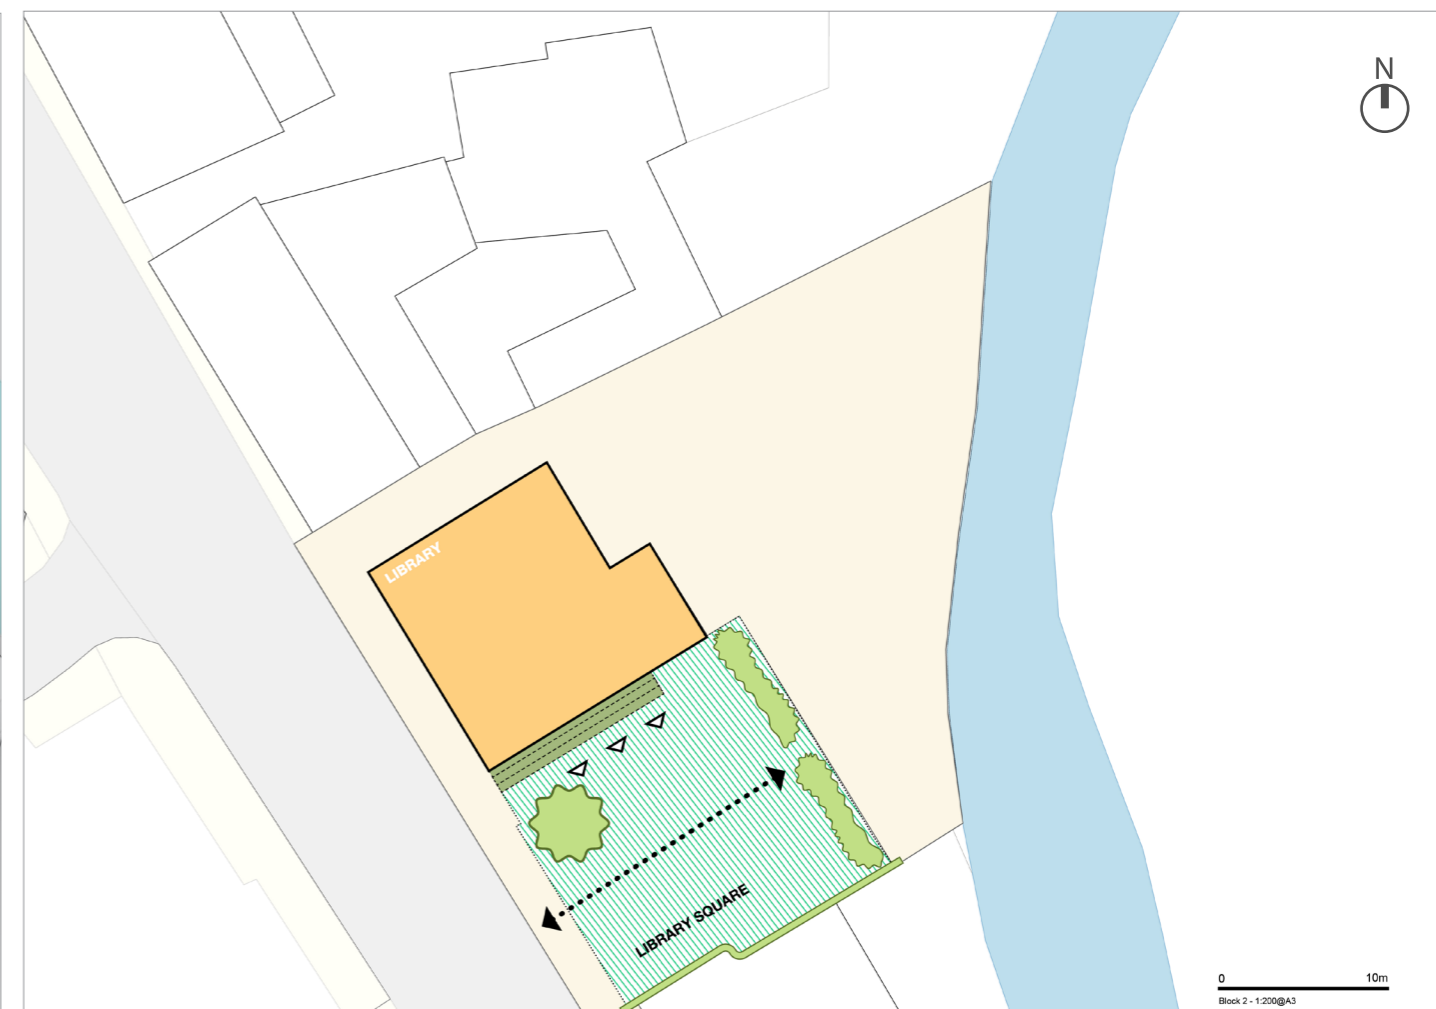 N
LIBRARY
LIBRARY SQUARE
0 10m
Block 2 - 1:200@A3